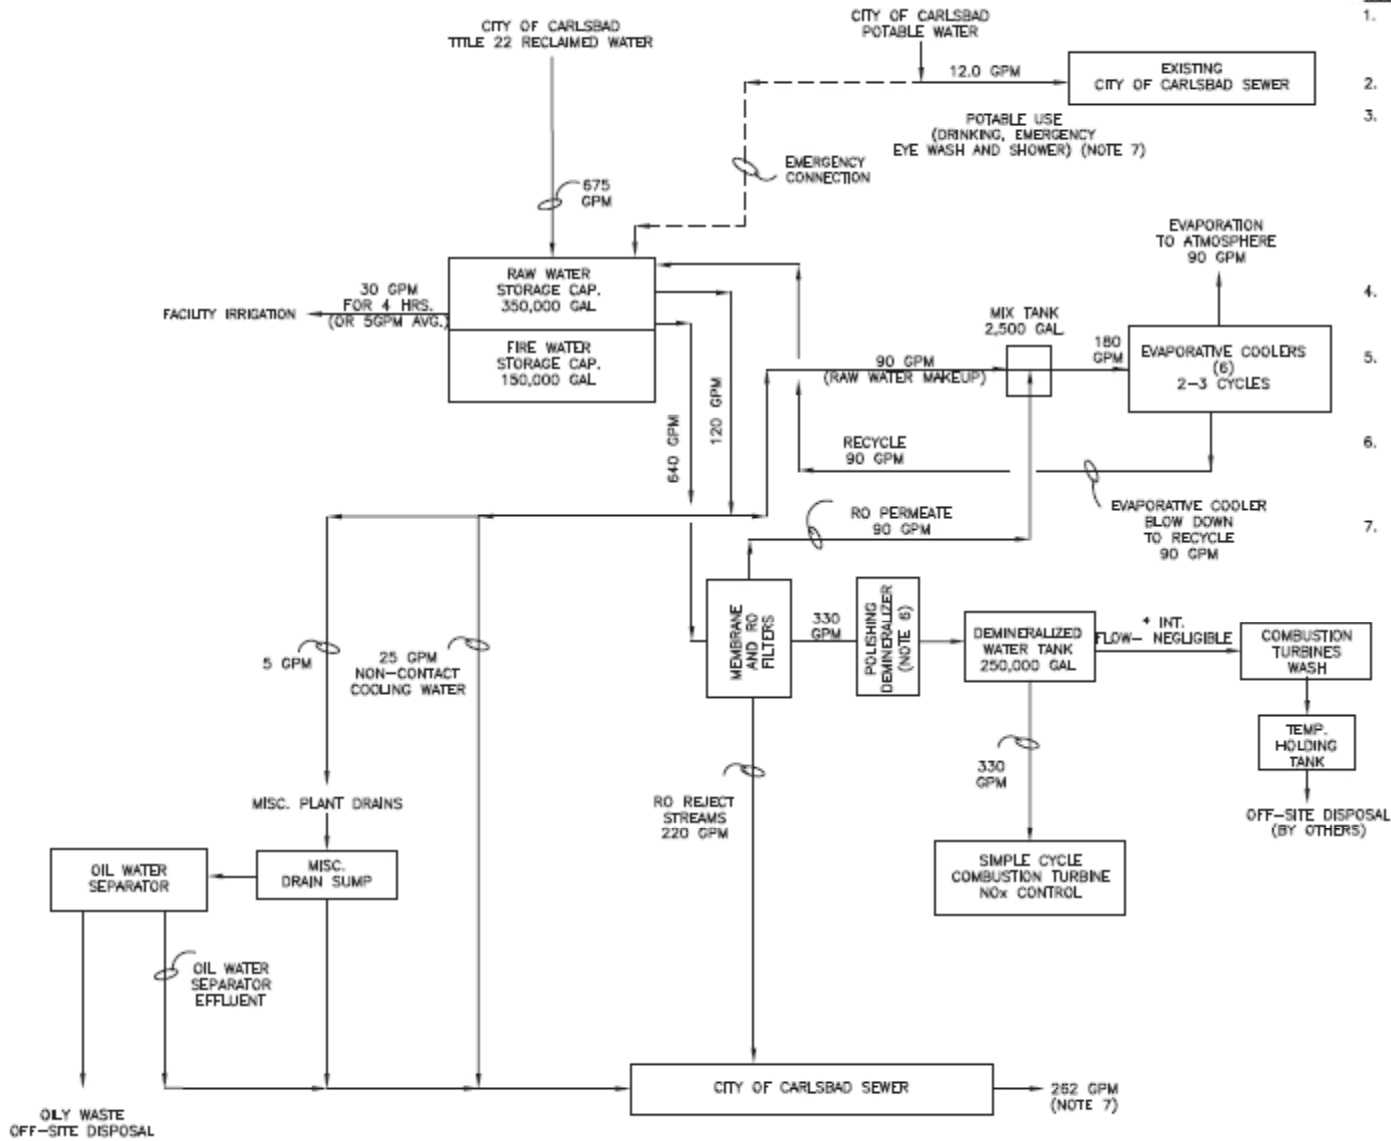 CITY OF CARLSBAD
TITLE 22 RECLAIMED WATER
CITY OF CARLSBAD
POTABLE WATER
12.0 GPM
EXISTING
CITY OF CARLSBAD SEWER
1.
2.
3.
4.
5.
6.
7.
POTABLE USE
(DRINKING, EMERGENCY
EYE WASH AND SHOWER) (NOTE 7)
EMERGENCY
CONNECTION
675
GPM
EVAPORATION
TO ATMOSPHERE
90 GPM
RAW WATER
STORAGE CAP.
350,000 GAL
FIRE WATER
STORAGE CAP.
150,000 GAL
30 GPM
FOR 4 HRS.
(OR 5GPM AVG.)
FACILITY IRRIGATION
MIX TANK
2,500 GAL.
180
GPM
EVAPORATIVE COOLERS
(6)
2-3 CYCLES
90 GPM
(RAW WATER MAKEUP)
640 GPM
120 GPM
RECYCLE
90 GPM
EVAPORATIVE COOLER
BLOW DOWN
TO RECYCLE
90 GPM
RO PERMEATE
90 GPM
MEMBRANE
AND RO
FILTERS
330
GPM
POLISHING
DEMINERALIZER
(NOTE 6)
DEMINERALIZED
WATER TANK
250,000 GAL
* INT.
FLOW- NEGLIGIBLE
COMBUSTION
TURBINES
WASH
TEMP.
HOLDING
TANK
OFF-SITE DISPOSAL
(BY OTHERS)
5 GPM
25 GPM
NON-CONTACT
COOLING WATER
330
GPM
SIMPLE CYCLE
COMBUSTION TURBINE
NOx CONTROL
RO REJECT
STREAMS
220 GPM
MISC. PLANT DRAINS
MISC.
DRAIN SUMP
OIL WATER
SEPARATOR
OIL WATER
SEPARATOR
EFFLUENT
OILY WASTE
OFF-SITE DISPOSAL
CITY OF CARLSBAD SEWER
262 GPM
(NOTE 7)